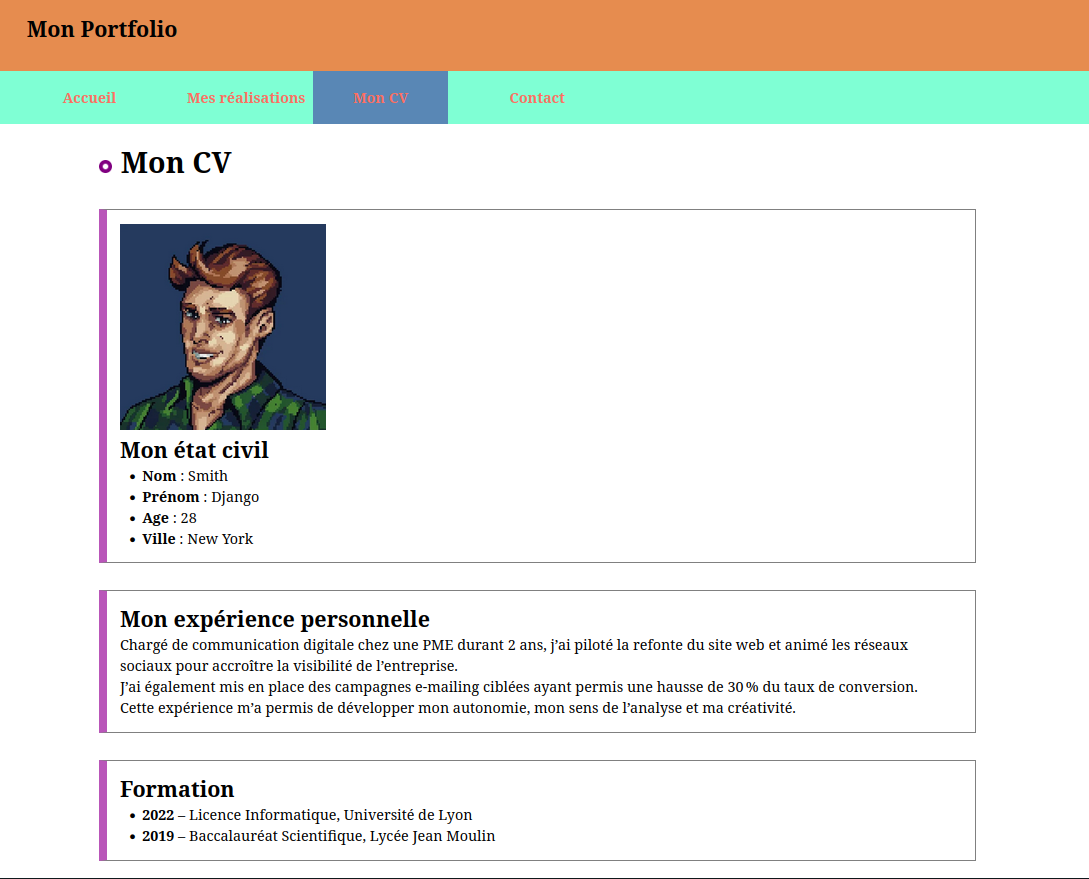 Mon Portfolio
Accueil Mes réalisations Mon CV Contact
Mon CV
Mon état civil
Nom : Smith
Prénom : Django
Age : 28
Ville : New York
Mon expérience personnelle
Chargé de communication digitale chez une PME durant 2 ans, j’ai piloté la refonte du site web et animé les réseaux
sociaux pour accroître la visibilité de l’entreprise.
J’ai également mis en place des campagnes e-mailing ciblées ayant permis une hausse de 30 % du taux de conversion.
Cette expérience m’a permis de développer mon autonomie, mon sens de l’analyse et ma créativité.
Formation
2022 – Licence Informatique, Université de Lyon
2019 – Baccalauréat Scientifique, Lycée Jean Moulin